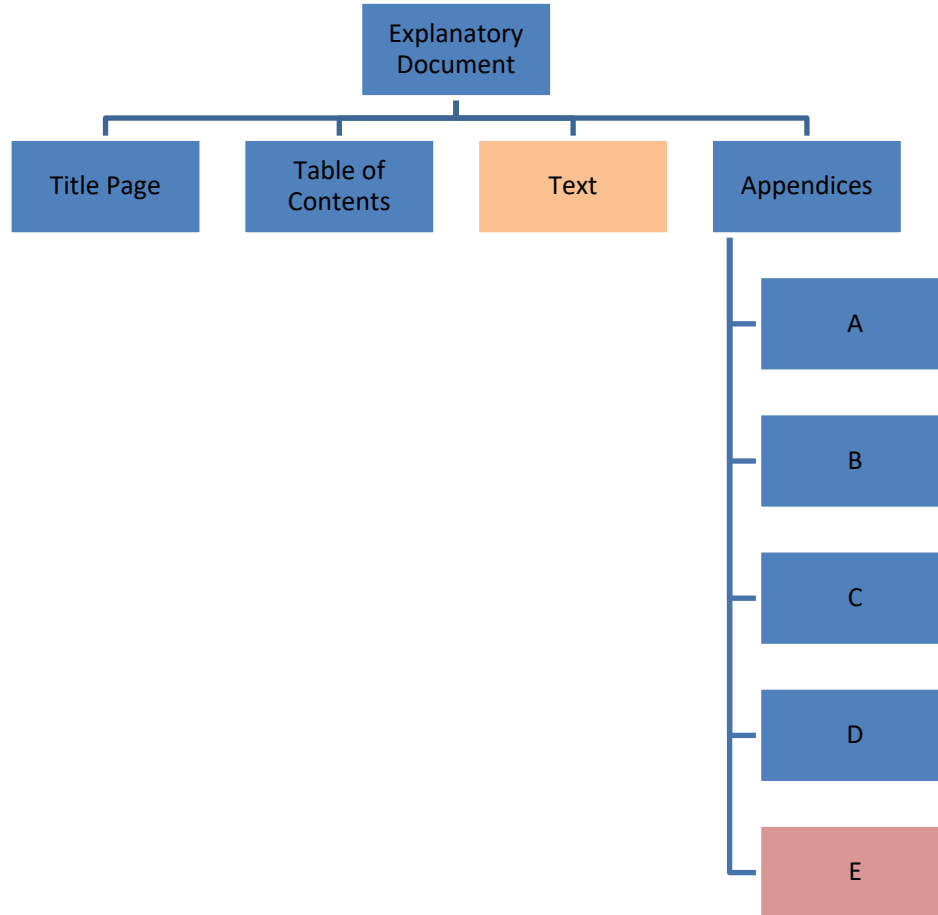 Explanatory
Document
Title Page
Table of
Contents
Text
Appendices
A
B
C
D
E